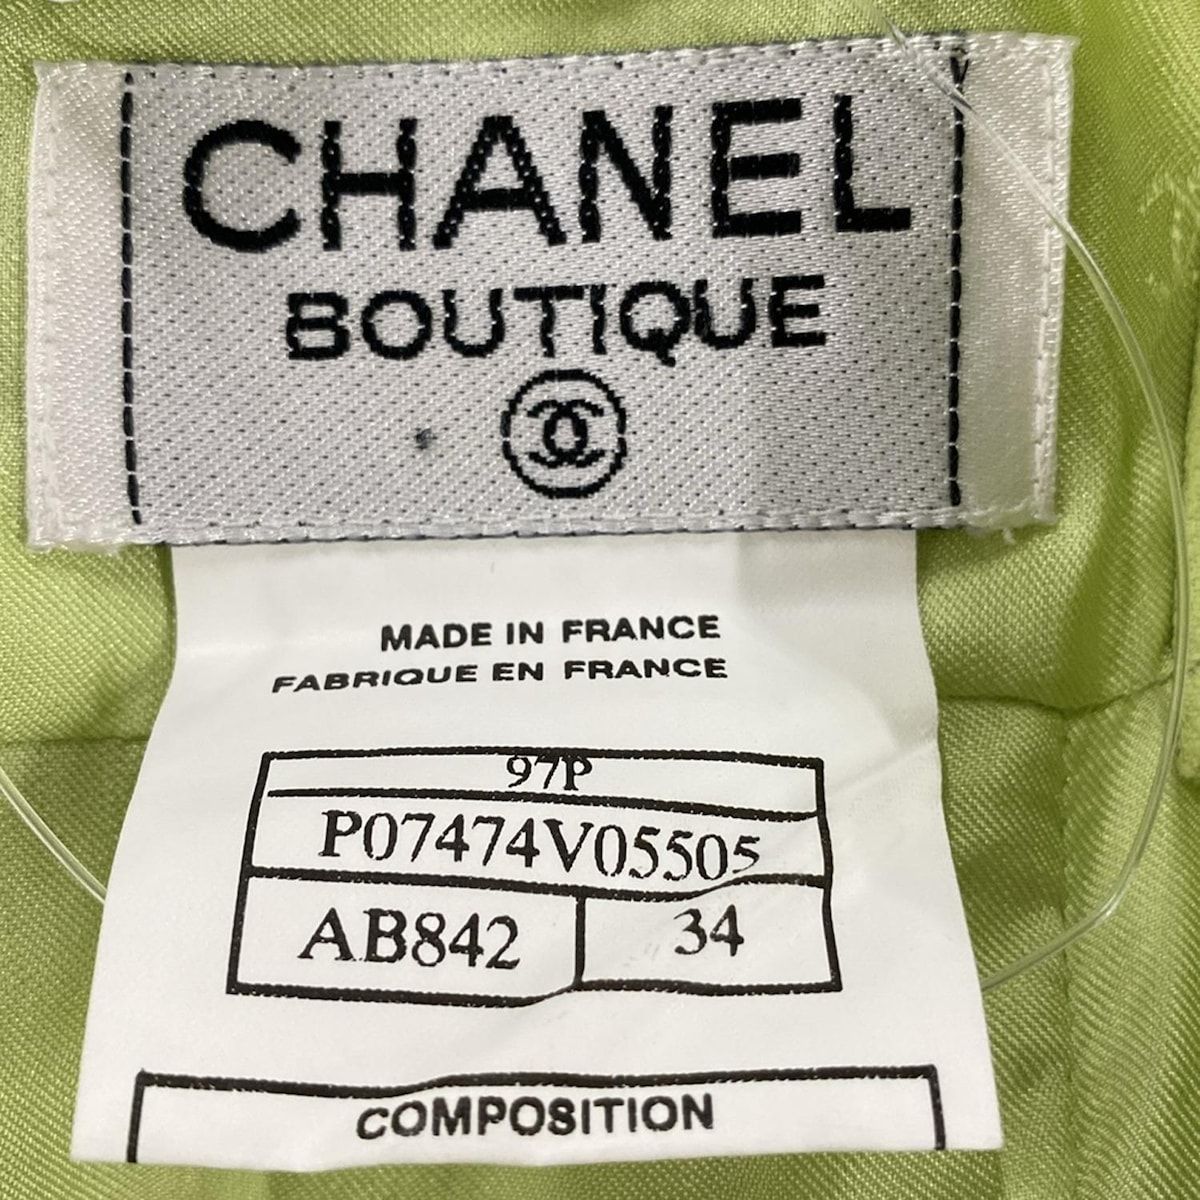 CHANEL
BOUTIQUE
MADE IN FRANCE
FABRIQUE EN FRANCE
97P
P07474V05505
AB842 34
COMPOSITION